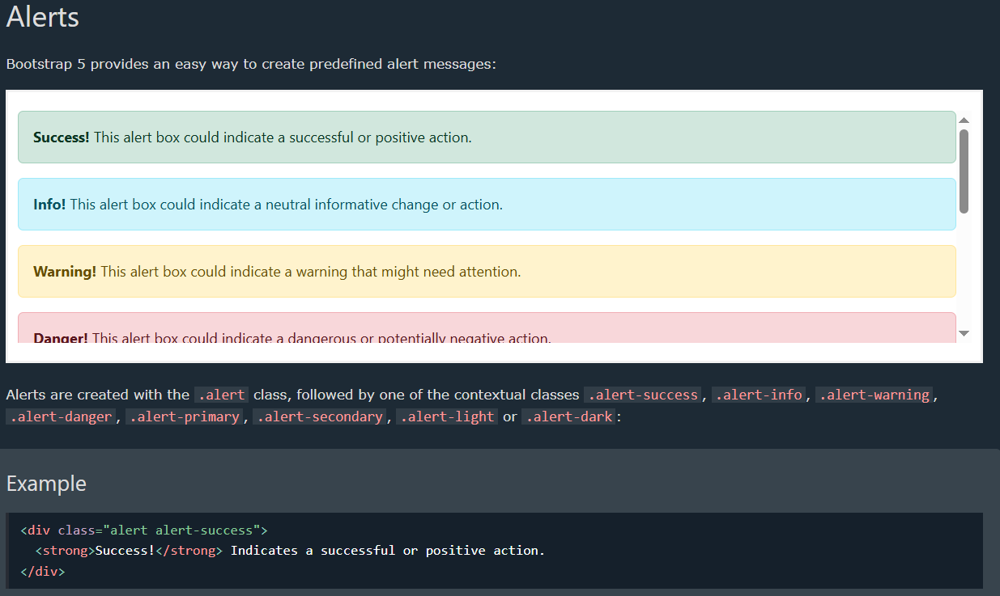 Alerts
Bootstrap 5 provides an easy way to create predefined alert messages:
Success! This alert box could indicate a successful or positive action.
Info! This alert box could indicate a neutral informative change or action.
Warning! This alert box could indicate a warning that might need attention.
Danger! This alert box could indicate a dangerous or potentially negative action.
Alerts are created with the .alert class, followed by one of the contextual classes .alert-success, .alert-info, .alert-warning,
.alert-danger, .alert-primary, .alert-secondary, .alert-light or .alert-dark:
Example
<div class="alert alert-success">
  <strong>Success!</strong> Indicates a successful or positive action.
</div>